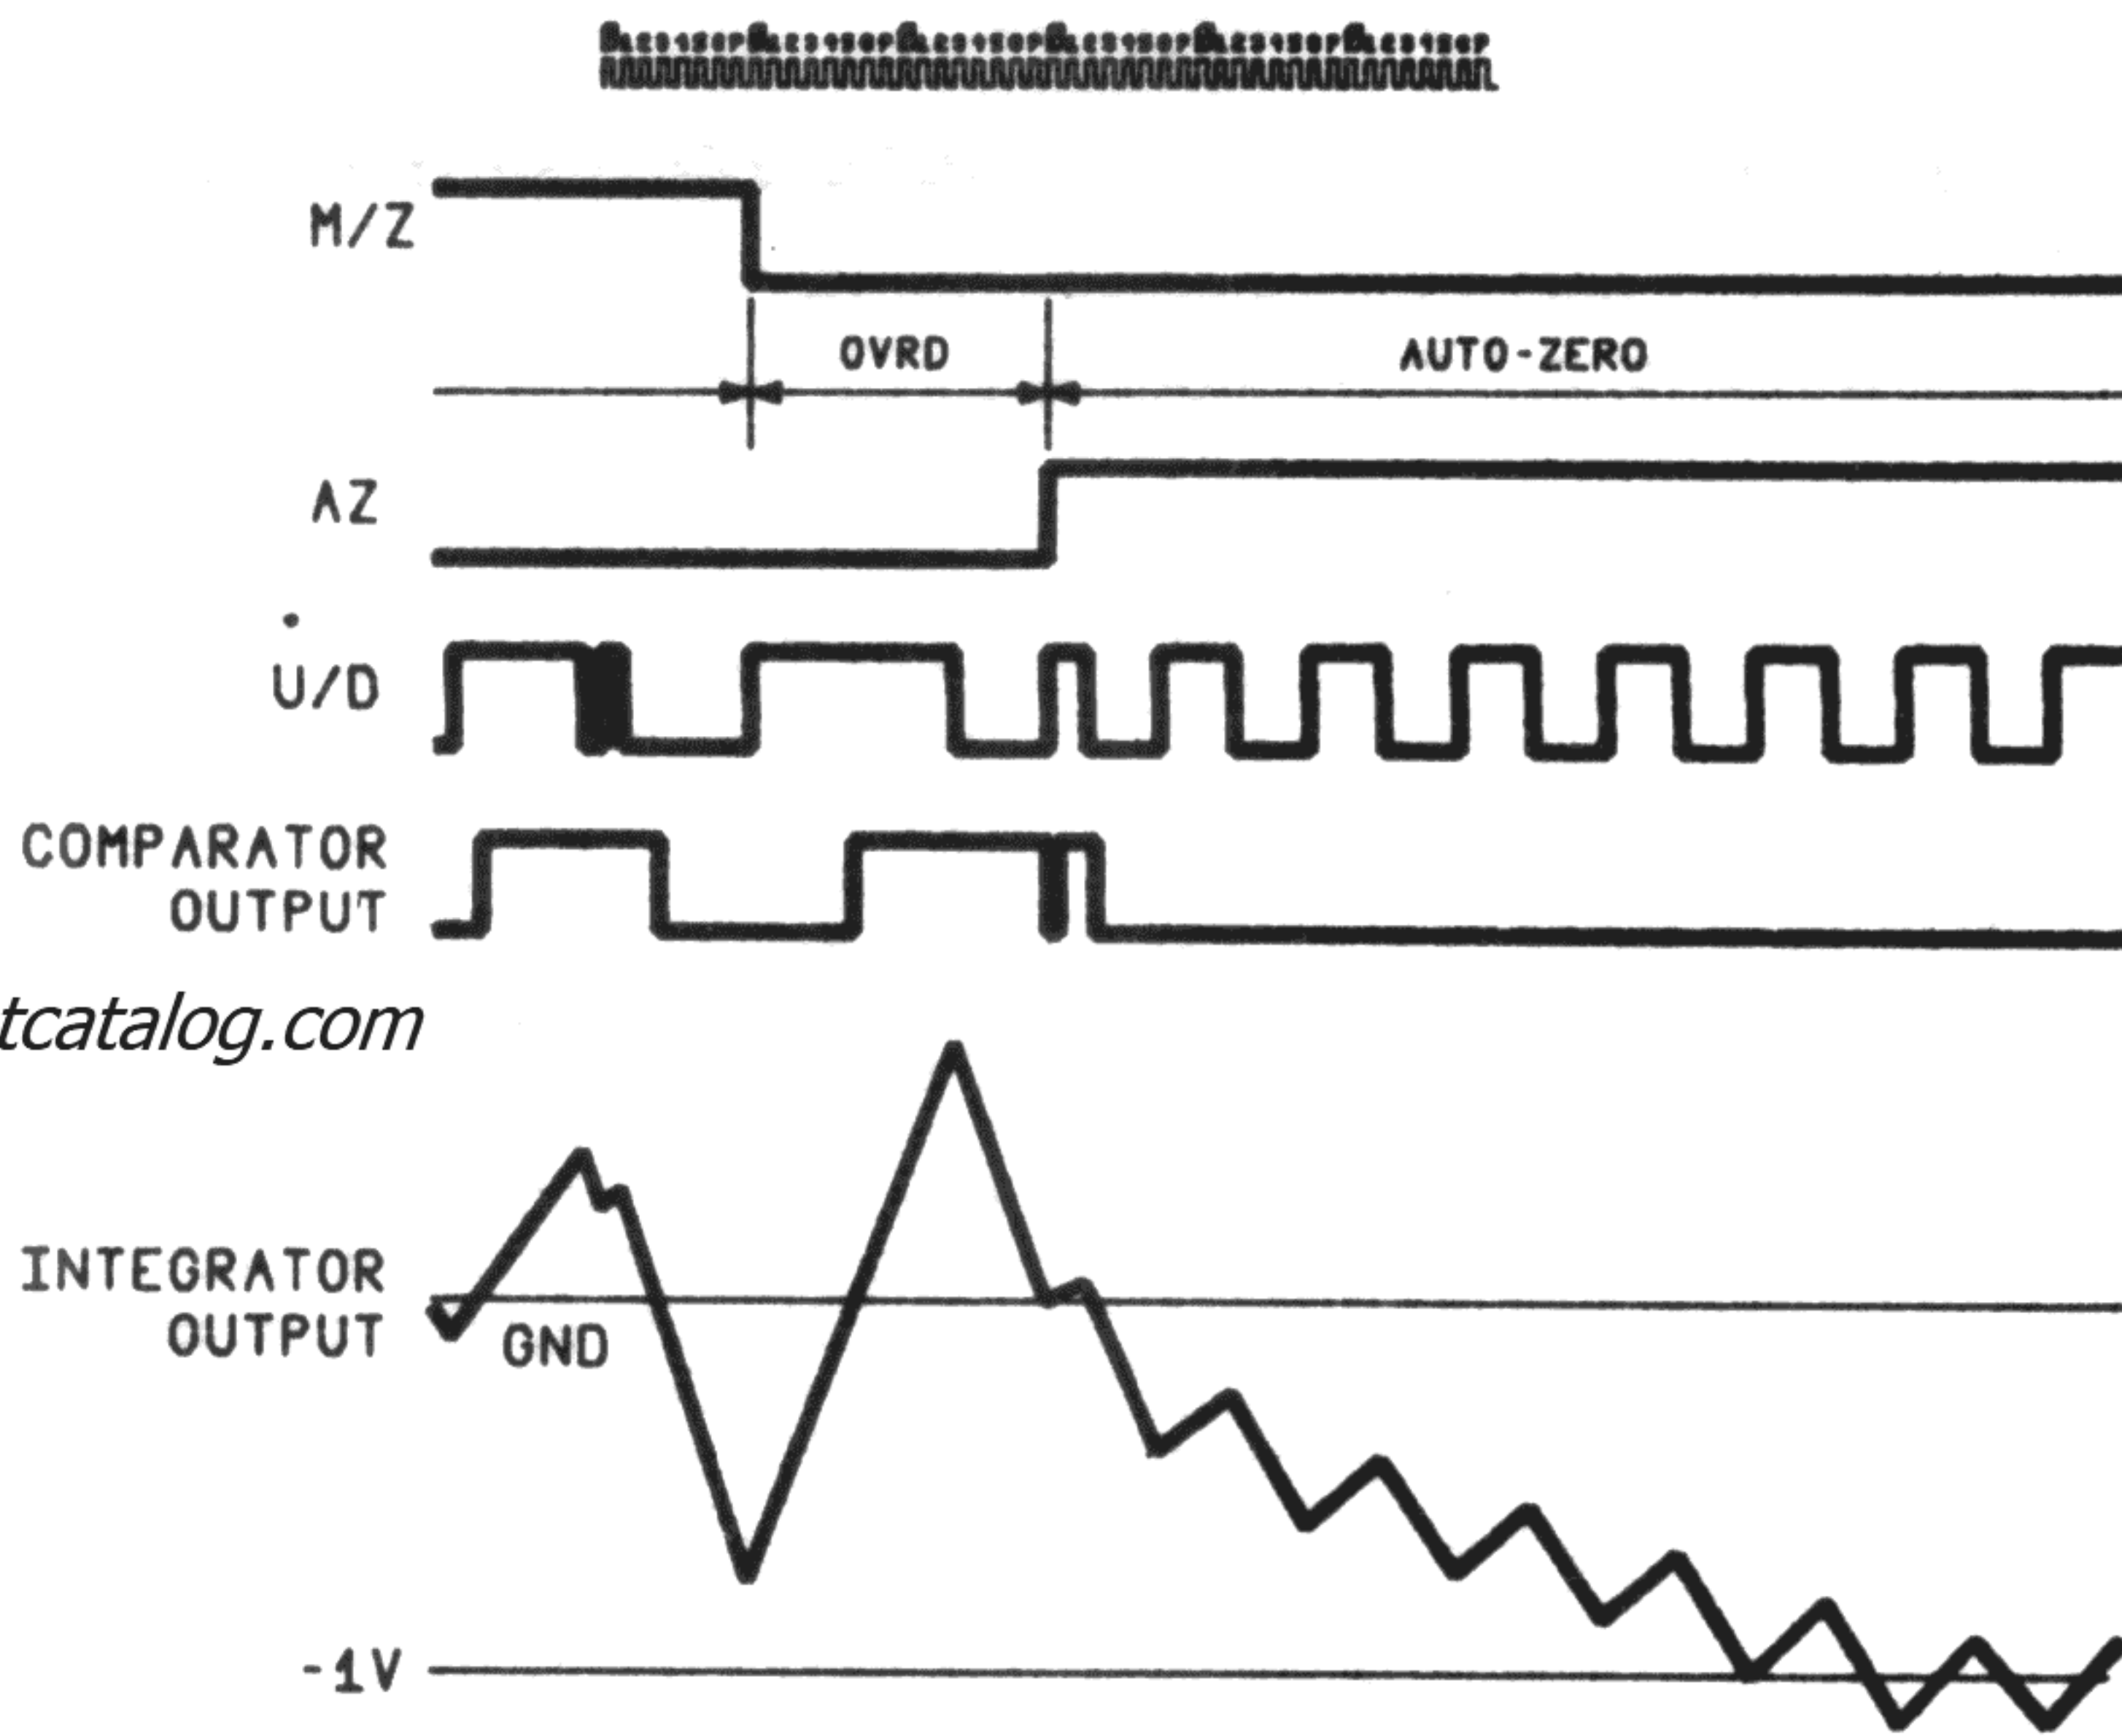 M/Z
OVRD
AUTO-ZERO
AZ
U/D
COMPARATOR
OUTPUT
tcatalog.com
INTEGRATOR
OUTPUT
GND
-1V